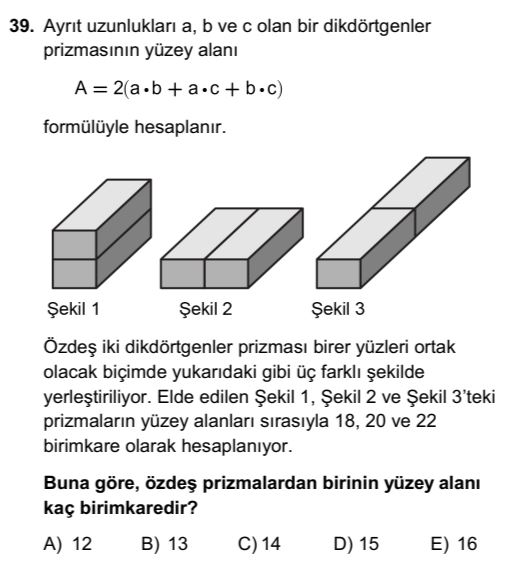 39. Ayrıt uzunlukları a, b ve c olan bir dikdörtgenler
prizmasının yüzey alanı
A = 2(a•b + a•c + b•c)
formülüyle hesaplanır.
Şekil 1 Şekil 2 Şekil 3
Özdeş iki dikdörtgenler prizması birer yüzleri ortak
olacak biçimde yukarıdaki gibi üç farklı şekilde
yerleştiriliyor. Elde edilen Şekil 1, Şekil 2 ve Şekil 3'teki
prizmaların yüzey alanları sırasıyla 18, 20 ve 22
birimkare olarak hesaplanıyor.
Buna göre, özdeş prizmalardan birinin yüzey alanı
kaç birimkaredir?
A) 12 B) 13 C) 14 D) 15 E) 16